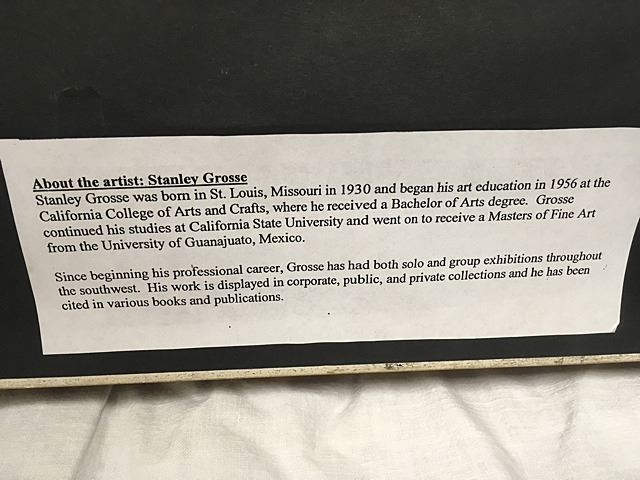 About the artist: Stanley Grosse
Stanley Grosse was born in St. Louis, Missouri in 1930 and began his art education in 1956 at the
California College of Arts and Crafts, where he received a Bachelor of Arts degree. Grosse
continued his studies at California State University and went on to receive a Masters of Fine Art
from the University of Guanajuato, Mexico.
Since beginning his professional career, Grosse has had both solo and group exhibitions throughout
the southwest. His work is displayed in corporate, public, and private collections and he has been
cited in various books and publications.